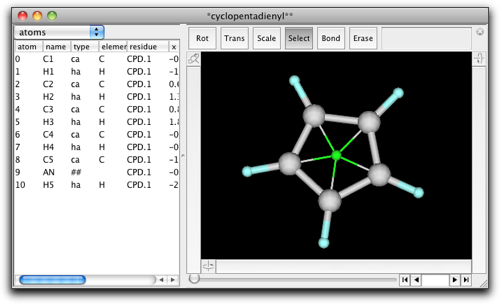 *cyclopentadienyl**
atoms
Rot Trans Scale Select Bond Erase
atom name type elemen residue x
0 C1 ca C CPD.1 -0
1 H1 ha H CPD.1 -1
2 C2 ca C CPD.1 0.6
3 H2 ha H CPD.1 1.3
4 C3 ca C CPD.1 0.8
5 H3 ha H CPD.1 1.8
6 C4 ca C CPD.1 -0
7 H4 ha H CPD.1 -0
8 C5 ca C CPD.1 -1
9 AN ## CPD.1 -0
10 H5 ha H CPD.1 -2